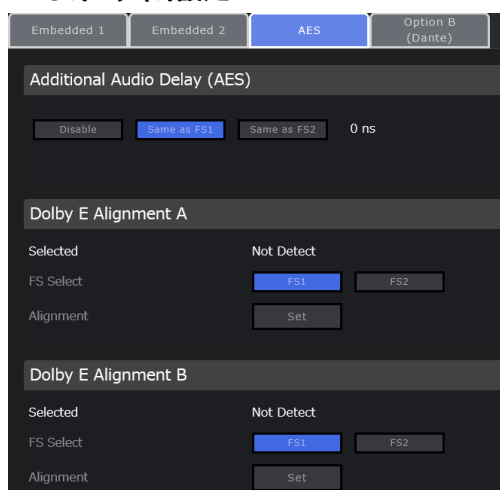 Embedded 1
Embedded 2
AES
Option B
(Dante)
Additional Audio Delay (AES)
Disable
Same as FS1
Same as FS2
0 ns
Dolby E Alignment A
Selected
Not Detect
FS Select
FS1
FS2
Alignment
Set
Dolby E Alignment B
Selected
Not Detect
FS Select
FS1
FS2
Alignment
Set